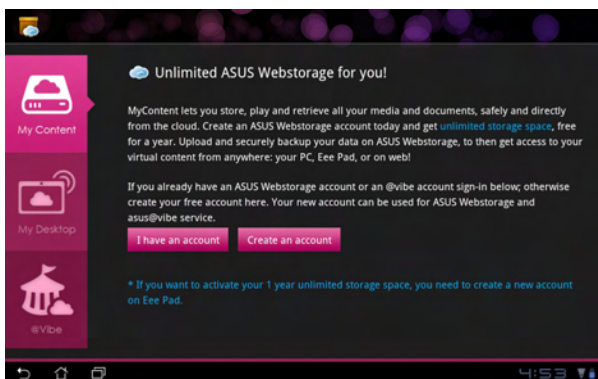 Unlimited ASUS Webstorage for you!
My Content
MyContent lets you store, play and retrieve all your media and documents, safely and directly
from the cloud. Create an ASUS Webstorage account today and get unlimited storage space, free
for a year. Upload and securely backup your data on ASUS Webstorage, to then get access to your
virtual content from anywhere: your PC, Eee Pad, or on web!
My Desktop
If you already have an ASUS Webstorage account or an @vibe account sign-in below; otherwise
create your free account here. Your new account can be used for ASUS Webstorage and
asus@vibe service.
I have an account Create an account
@Vibe
* If you want to activate your 1 year unlimited storage space, you need to create a new account
on Eee Pad.
4:53